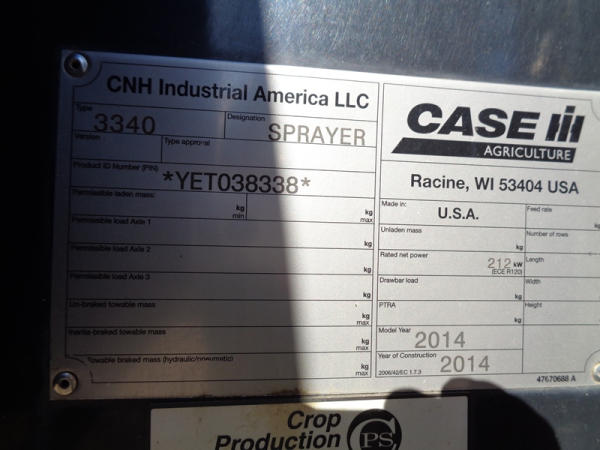 CNH Industrial America LLC
Type
3340
Designation
SPRAYER
Version
Type approval
Product ID Number (PIN)
*YET038338*
Permissible laden mass:
kg
min
kg
max
Permissible load Axle 1
kg
kg
max
Permissible load Axle 2
kg
Permissible load Axle 3
kg
Un-braked towable mass
kg
max
Inertia-braked towable mass
kg
max
Towable braked mass (hydraulic/pneumatic)
kg
max
CASE IH
AGRICULTURE
Racine, WI 53404 USA
Made in:
U.S.A.
Feed rate
kg
Unladen mass
kg
Number of rows
Rated net power
212 kW
(ECE R120)
Length
Drawbar load
kg
Width
PTRA
kg
Height
Model Year
2014
Year of Construction
2014
2006/42/EC 1.7.3
47670688 A
Crop
Production
CPS